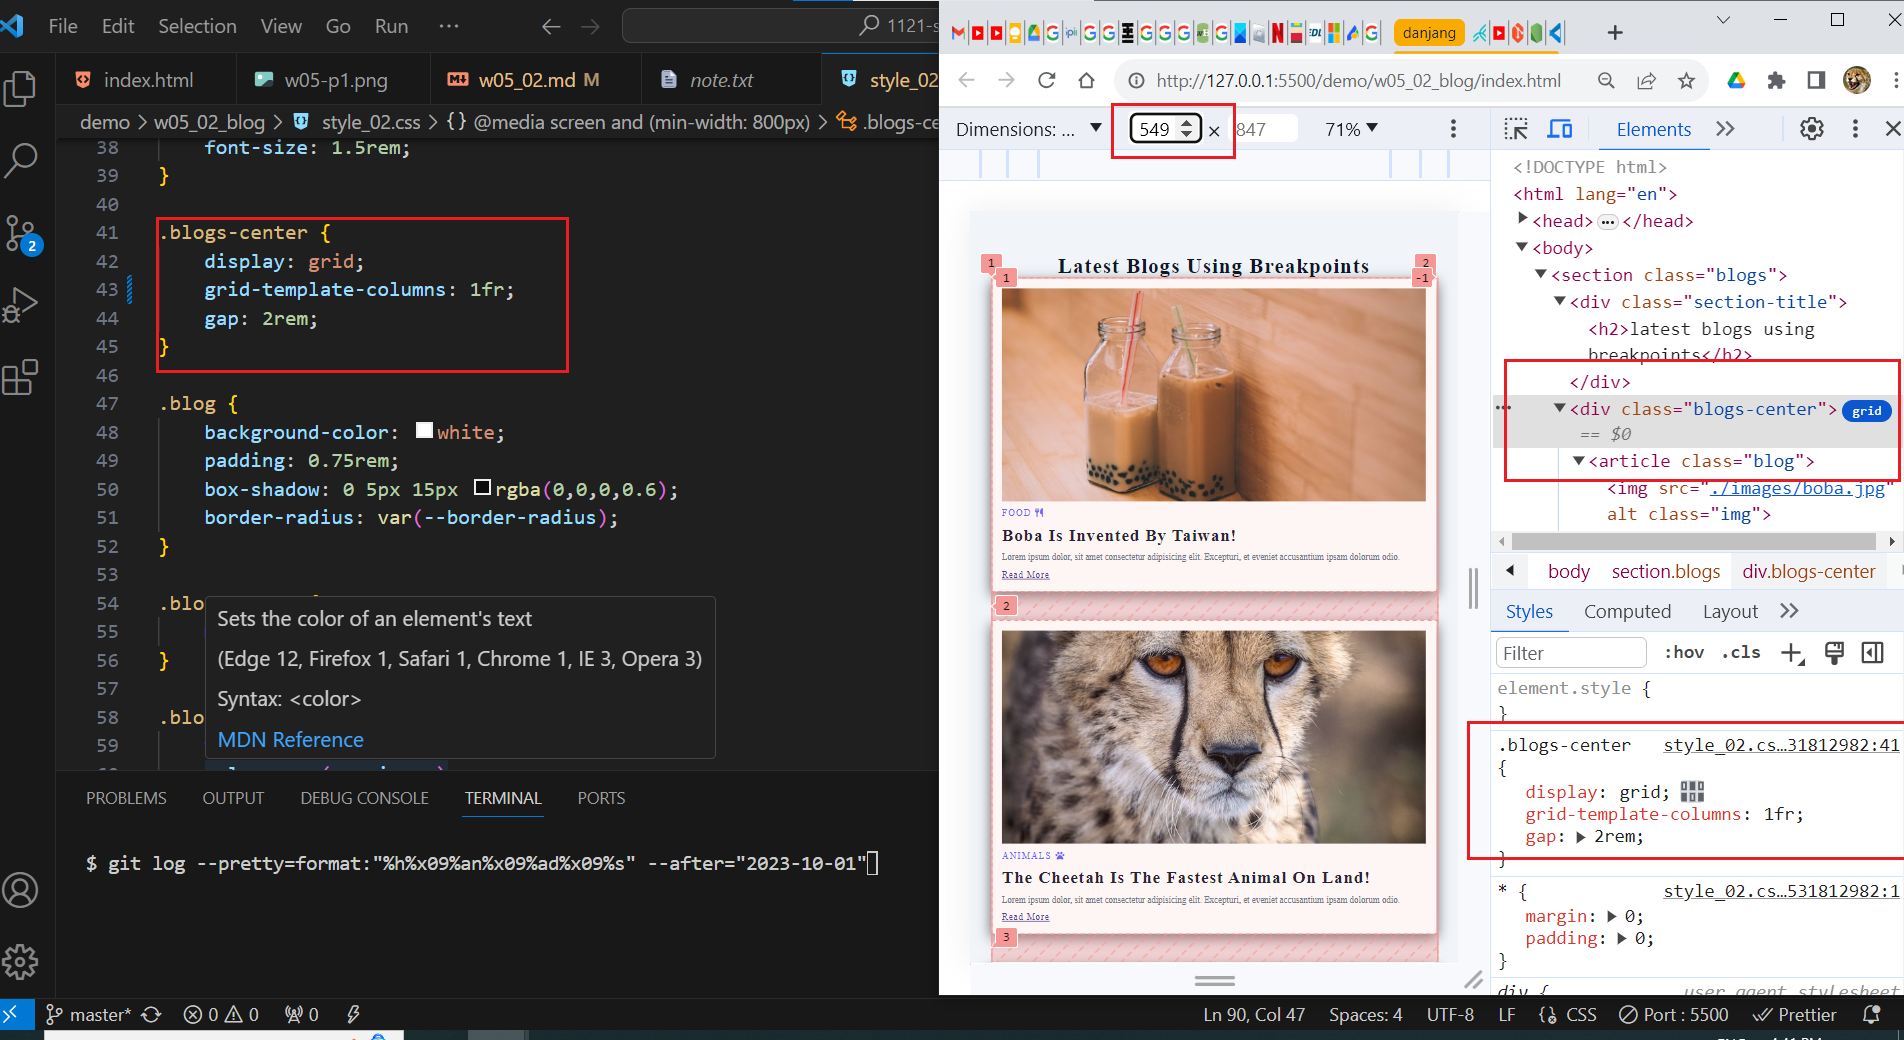 File Edit Selection View Go Run ···
1121-s
index.html
w05-p1.png
w05_02.md M
note.txt
style_02
demo > w05_02_blog > style_02.css > {} @media screen and (min-width: 800px) > .blogs-ce
38 font-size: 1.5rem;
39 }
40
41 .blogs-center {
42 display: grid;
43 grid-template-columns: 1fr;
44 gap: 2rem;
45 }
46
47 .blog {
48 background-color: white;
49 padding: 0.75rem;
50 box-shadow: 0 5px 15px rgba(0,0,0,0.6);
51 border-radius: var(--border-radius);
52 }
53
54 .blo
55
56 }
57
58 .blo
59
Sets the color of an element's text
(Edge 12, Firefox 1, Safari 1, Chrome 1, IE 3, Opera 3)
Syntax: <color>
MDN Reference
PROBLEMS OUTPUT DEBUG CONSOLE TERMINAL PORTS
$ git log --pretty=format:"%h%x09%an%x09%ad%x09%s" --after="2023-10-01"
master* 0 0 0
Ln 90, Col 47 Spaces: 4 UTF-8 LF CSS Port : 5500 Prettier
danjang
http://127.0.0.1:5500/demo/w05_02_blog/index.html
Dimensions: ... 549 × 847 71%
Latest Blogs Using Breakpoints
1 2
1 -1
FOOD
Boba Is Invented By Taiwan!
Lorem ipsum dolor, sit amet consectetur adipisicing elit. Excepturi, et eveniet accusantium ipsam dolorum odio.
Read More
2
ANIMALS
The Cheetah Is The Fastest Animal On Land!
Lorem ipsum dolor, sit amet consectetur adipisicing elit. Excepturi, et eveniet accusantium ipsam dolorum odio.
Read More
3
Elements
<!DOCTYPE html>
<html lang="en">
<head> ··· </head>
<body>
<section class="blogs">
<div class="section-title">
<h2>latest blogs using
breakpoints</h2>
</div>
<div class="blogs-center"> grid
== $0
<article class="blog">
<img src="./images/boba.jpg"
alt class="img">
body section.blogs div.blogs-center
Styles Computed Layout
Filter :hov .cls
element.style {
}
.blogs-center style_02.cs…31812982:41
{
display: grid;
grid-template-columns: 1fr;
gap: 2rem;
}
* { style_02.cs…531812982:1
margin: 0;
padding: 0;
}
div { user agent stylesheet